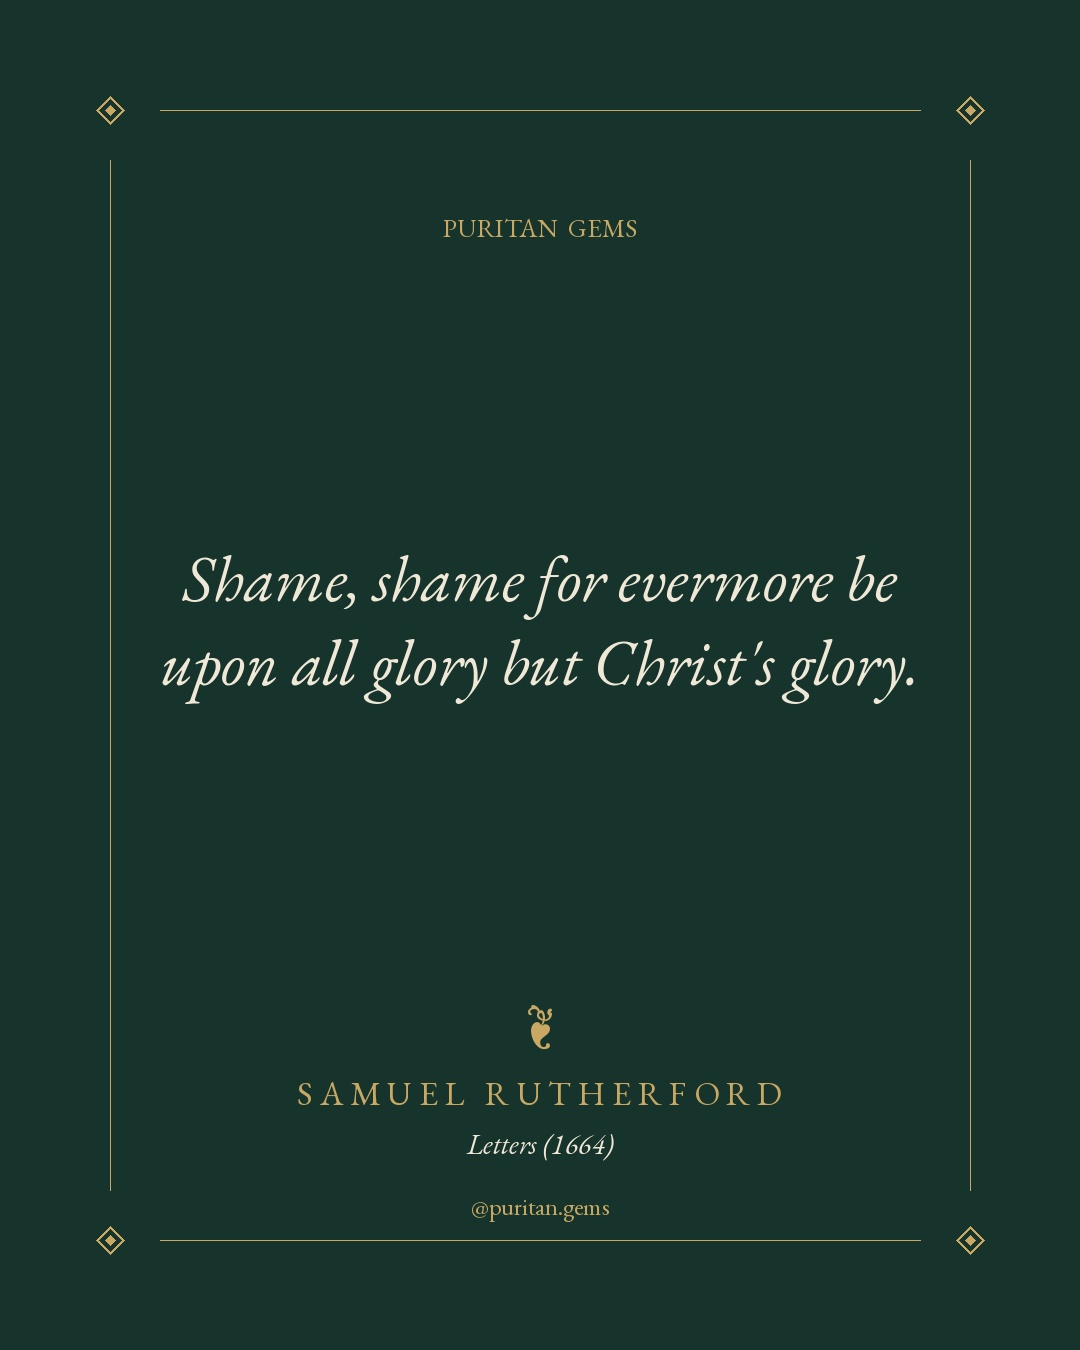 PURITAN GEMS
Shame, shame for evermore be
upon all glory but Christ's glory.
SAMUEL RUTHERFORD
Letters (1664)
@puritan.gems